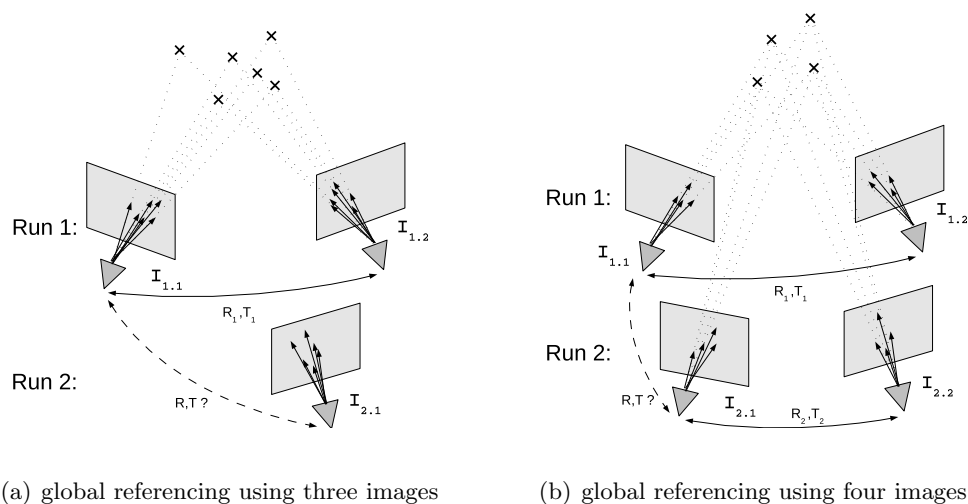 Run 1:
I1.1
I1.2
R1,T1
Run 2:
R,T ?
I2.1
(a) global referencing using three images
Run 1:
I1.1
I1.2
R1,T1
Run 2:
R,T ?
I2.1
I2.2
R2,T2
(b) global referencing using four images